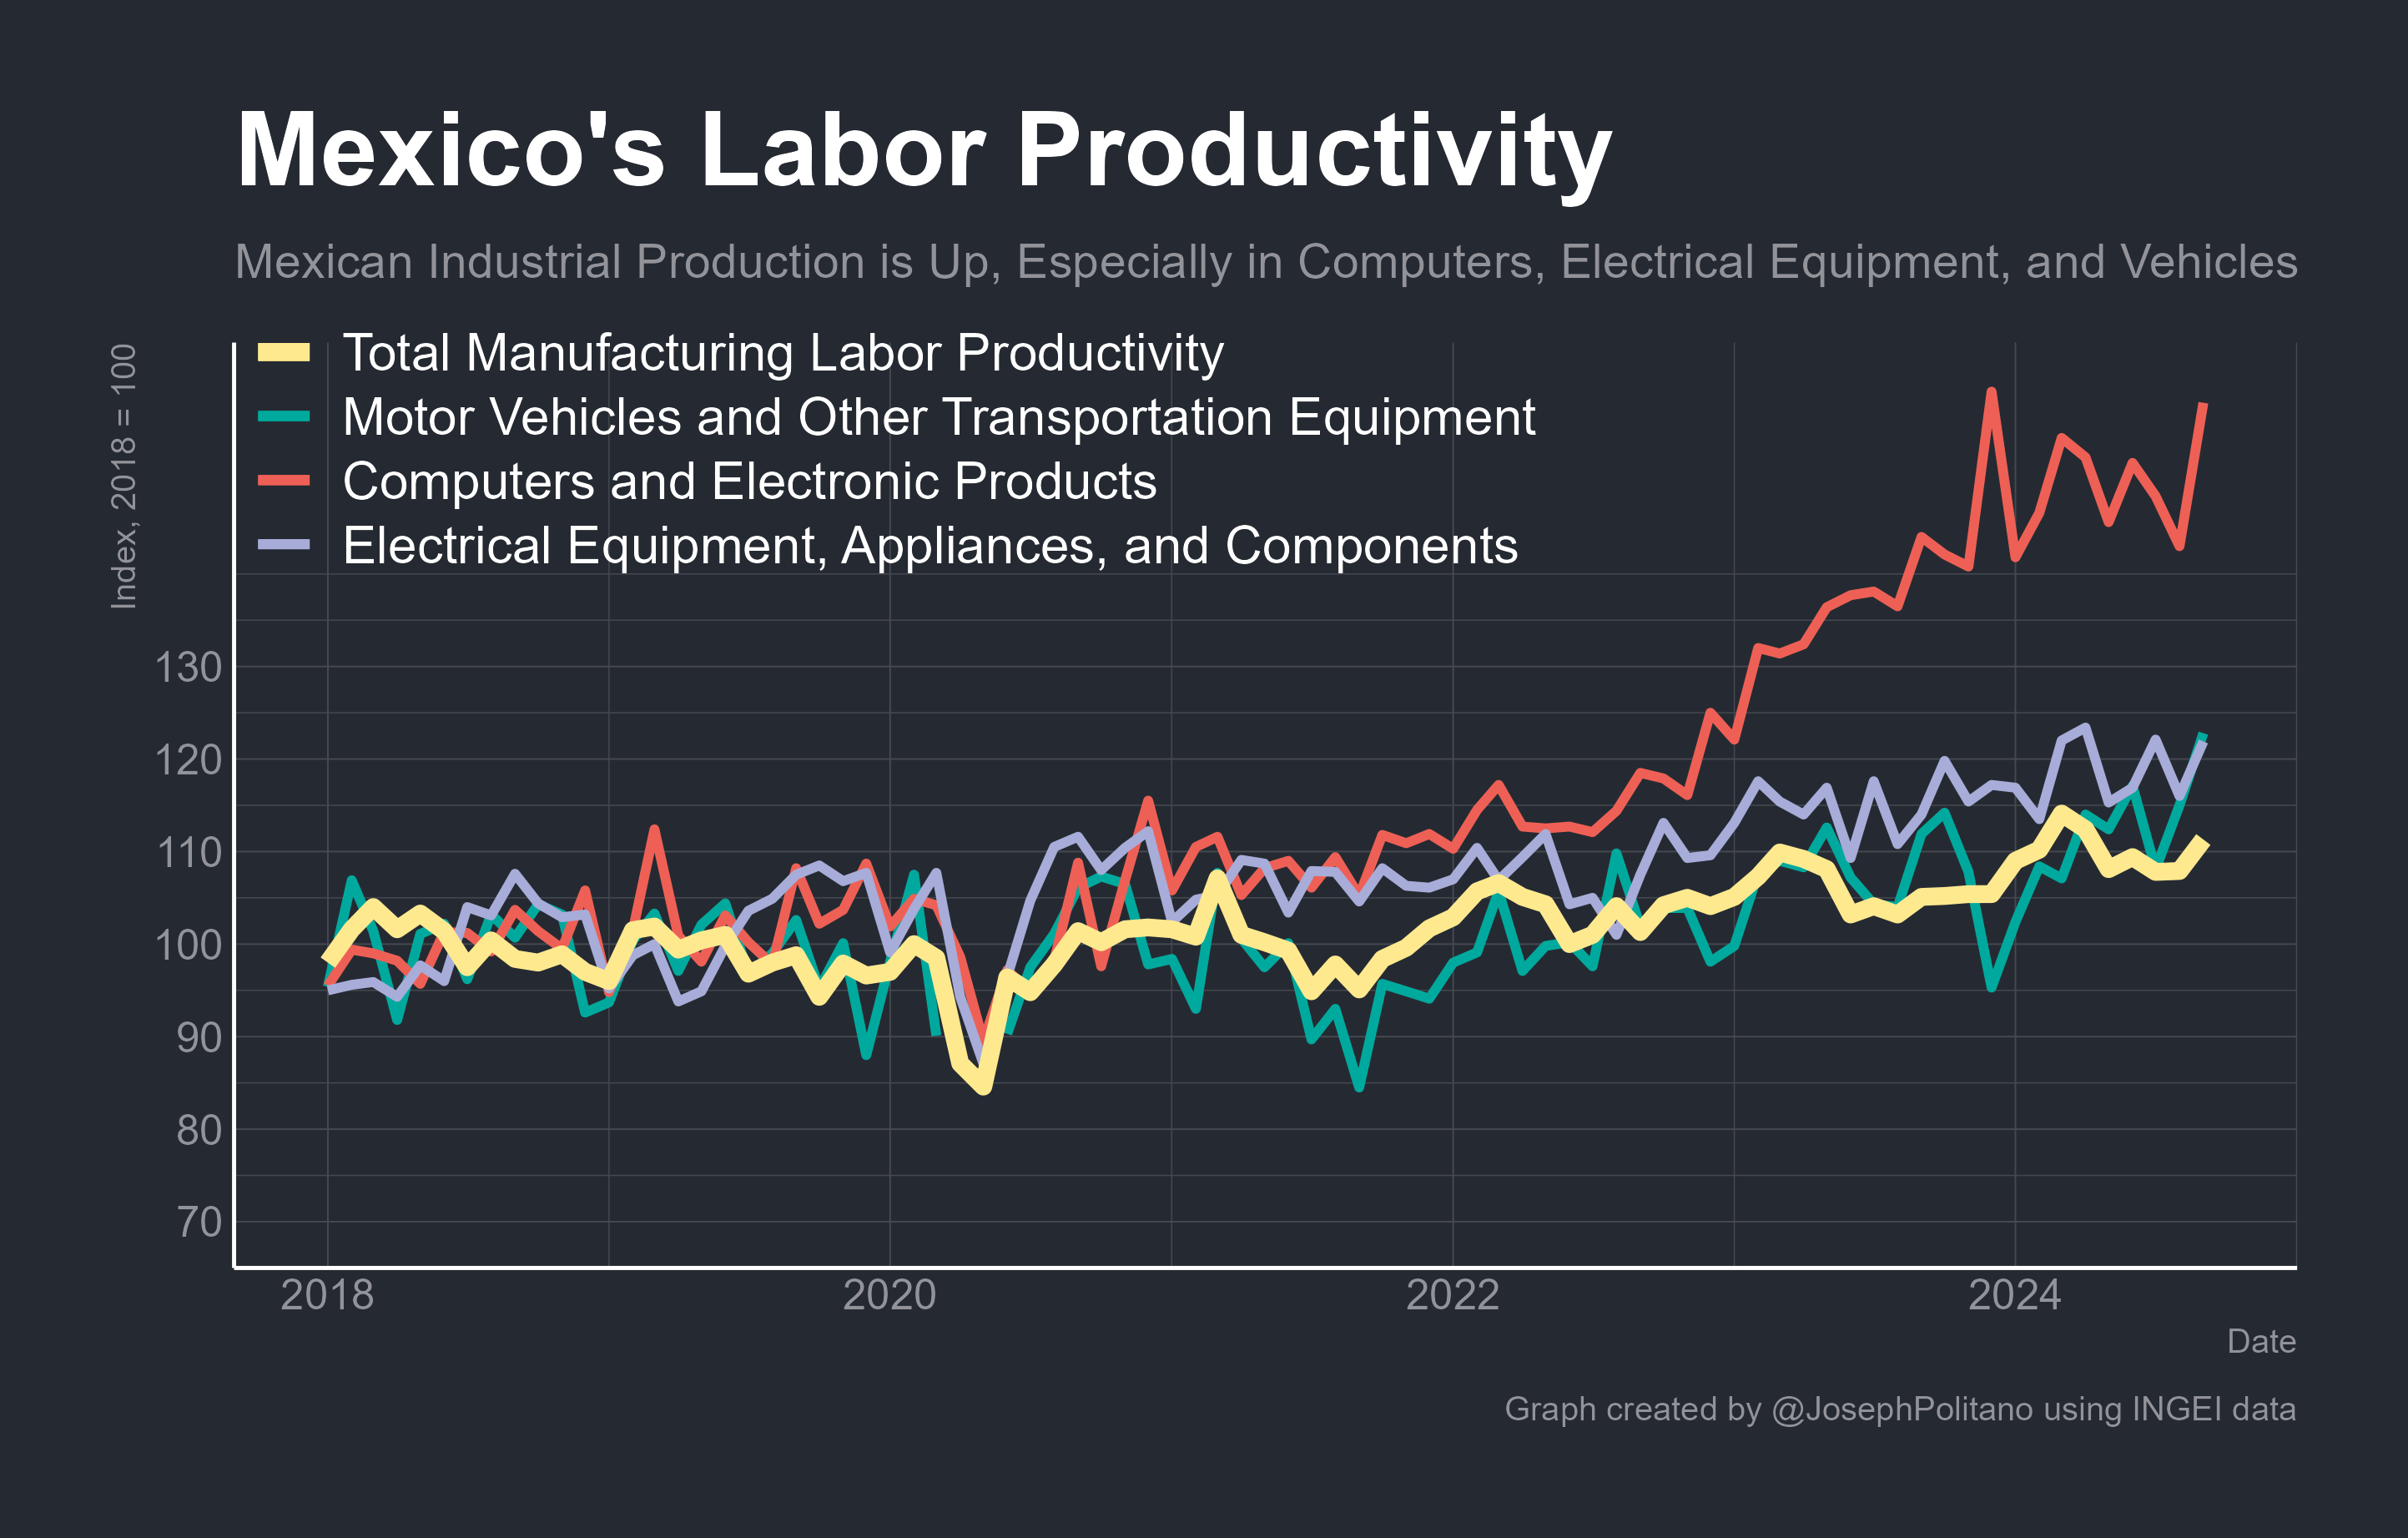 Mexico's Labor Productivity
Mexican Industrial Production is Up, Especially in Computers, Electrical Equipment, and Vehicles
Index, 2018 = 100
Total Manufacturing Labor Productivity
Motor Vehicles and Other Transportation Equipment
Computers and Electronic Products
Electrical Equipment, Appliances, and Components
130
120
110
100
90
80
70
2018 2020 2022 2024
Date
Graph created by @JosephPolitano using INGEI data